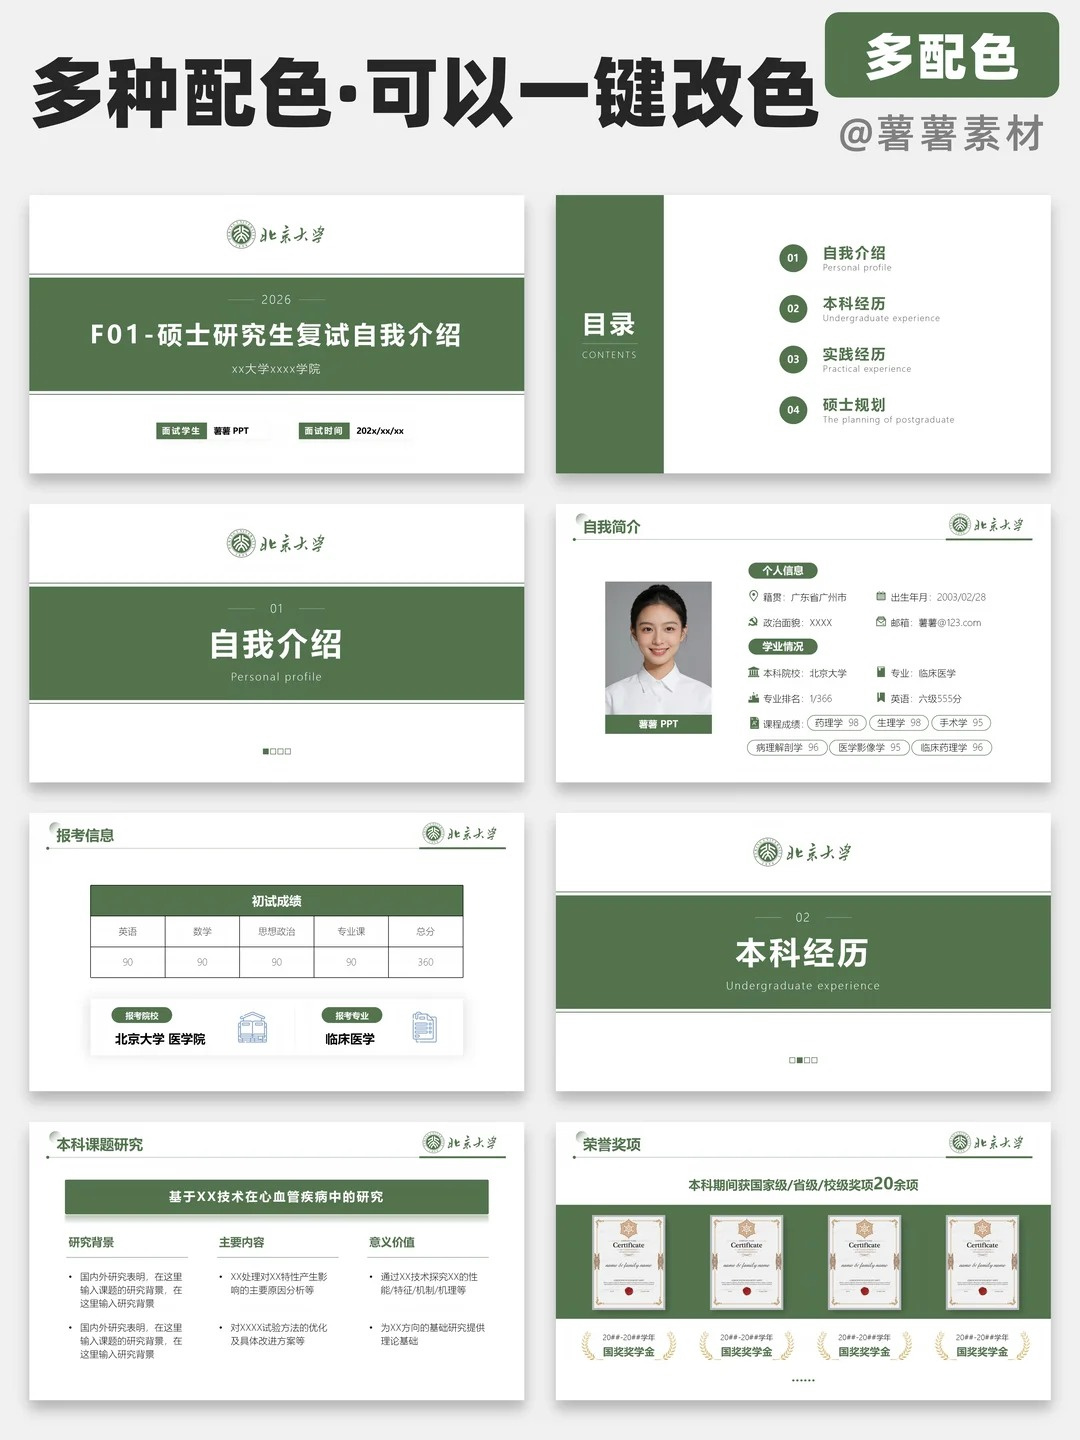 多种配色·可以一键改色
多配色
@薯薯素材
北京大学
2026
F01-硕士研究生复试自我介绍
xx大学xxxx学院
面试学生 薯薯 PPT
面试时间 202x/xx/xx
目录
CONTENTS
01 自我介绍
Personal profile
02 本科经历
Undergraduate experience
03 实践经历
Practical experience
04 硕士规划
The planning of postgraduate
北京大学
01
自我介绍
Personal profile
自我简介
北京大学
薯薯 PPT
个人信息
籍贯：广东省广州市
出生年月：2003/02/28
政治面貌：XXXX
邮箱：薯薯@123.com
学业情况
本科院校：北京大学
专业：临床医学
专业排名：1/366
英语：六级555分
课程成绩： 药理学 98 生理学 98 手术学 95
病理解剖学 96 医学影像学 95 临床药理学 96
报考信息
北京大学
初试成绩
英语 数学 思想政治 专业课 总分
90 90 90 90 360
报考院校
北京大学 医学院
报考专业
临床医学
北京大学
02
本科经历
Undergraduate experience
本科课题研究
北京大学
基于XX技术在心血管疾病中的研究
研究背景
• 国内外研究表明，在这里
输入课题的研究背景，在
这里输入研究背景
• 国内外研究表明，在这里
输入课题的研究背景，在
这里输入研究背景
主要内容
• XX处理对XX特性产生影
响的主要原因分析等
• 对XXXX试验方法的优化
及具体改进方案等
意义价值
• 通过XX技术探究XX的性
能/特征/机制/机理等
• 为XX方向的基础研究提供
理论基础
荣誉奖项
北京大学
本科期间获国家级/省级/校级奖项20余项
Certificate
name & family name
Certificate
name & family name
Certificate
name & family name
Certificate
name & family name
20##-20##学年
国奖奖学金
20##-20##学年
国奖奖学金
20##-20##学年
国奖奖学金
20##-20##学年
国奖奖学金
······